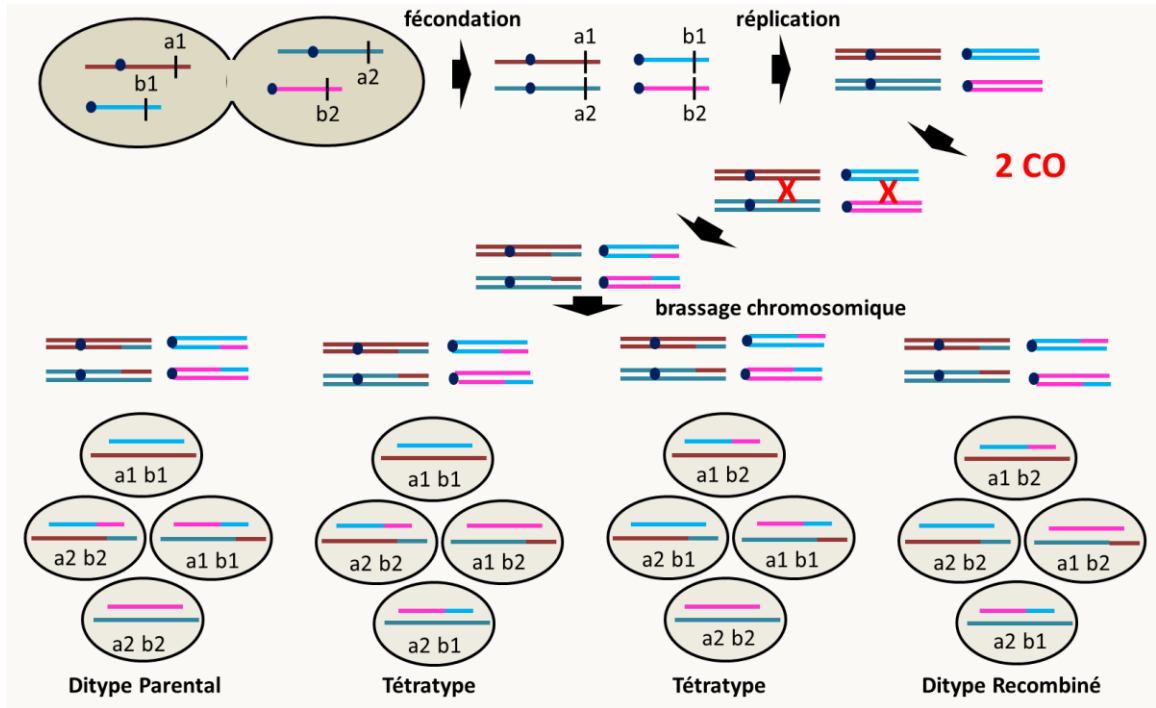 fécondation
réplication
a1
b1
a2
b2
a1
b1
a2
b2
2 CO
X X
brassage chromosomique
a1 b1
a2 b2
a1 b1
a2 b2
Ditype Parental
a1 b1
a2 b2
a1 b2
a2 b1
Tétratype
a1 b2
a2 b1
a1 b1
a2 b2
Tétratype
a1 b2
a2 b2
a1 b2
a2 b1
Ditype Recombiné